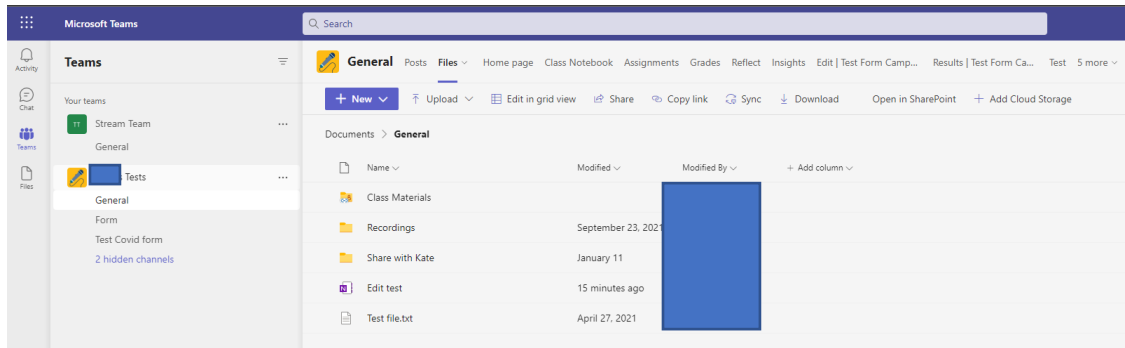 Microsoft Teams
Search
Activity
Chat
Teams
Files
Teams
Your teams
TT Stream Team
General
Tests
General
Form
Test Covid form
2 hidden channels
General Posts Files Home page Class Notebook Assignments Grades Reflect Insights Edit | Test Form Camp... Results | Test Form Ca... Test 5 more
+ New Upload Edit in grid view Share Copy link Sync Download Open in SharePoint + Add Cloud Storage
Documents > General
Name Modified Modified By + Add column
Class Materials
Recordings September 23, 2021
Share with Kate January 11
Edit test 15 minutes ago
Test file.txt April 27, 2021